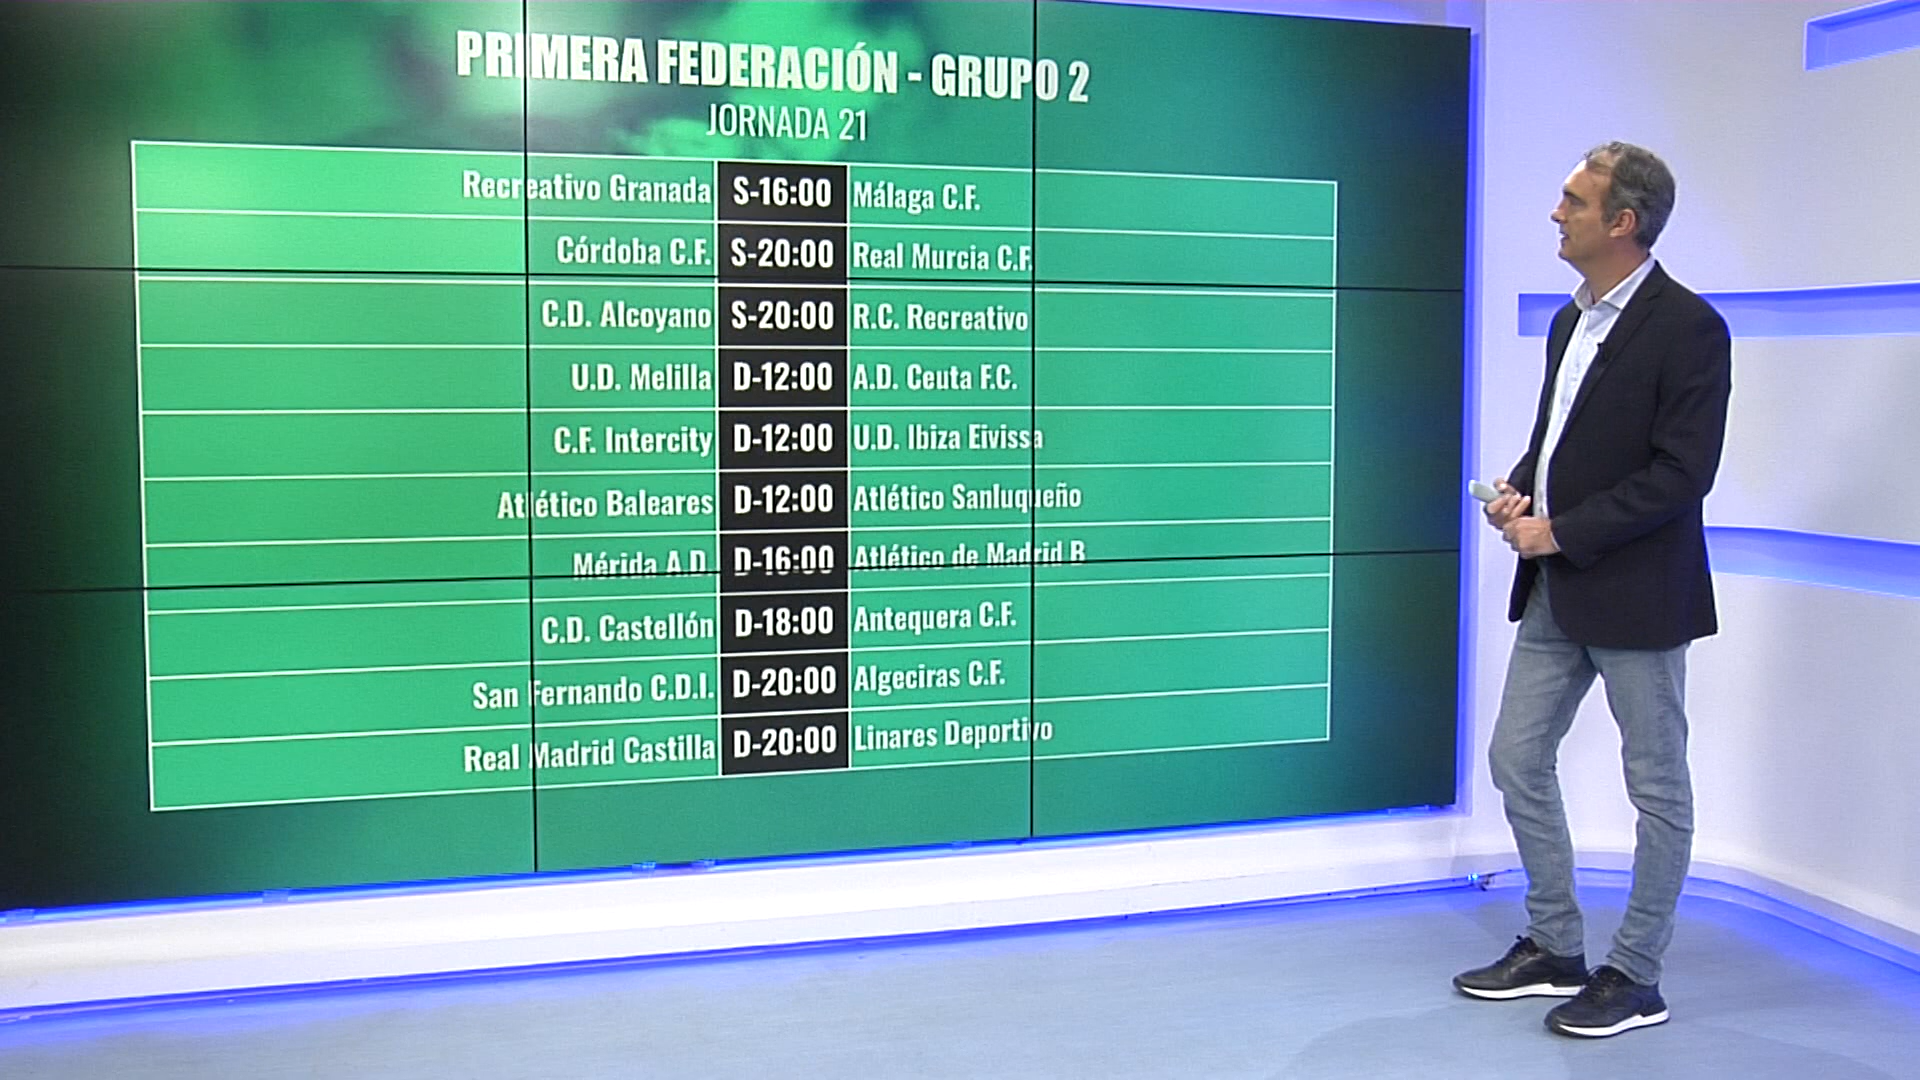 PRIMERA FEDERACIÓN - GRUPO 2
JORNADA 21
Recreativo Granada S-16:00 Málaga C.F.
Córdoba C.F. S-20:00 Real Murcia C.F.
C.D. Alcoyano S-20:00 R.C. Recreativo
U.D. Melilla D-12:00 A.D. Ceuta F.C.
C.F. Intercity D-12:00 U.D. Ibiza Eivissa
Atlético Baleares D-12:00 Atlético Sanluqueño
Mérida A.D. D-16:00 Atlético de Madrid B
C.D. Castellón D-18:00 Antequera C.F.
San Fernando C.D.I. D-20:00 Algeciras C.F.
Real Madrid Castilla D-20:00 Linares Deportivo